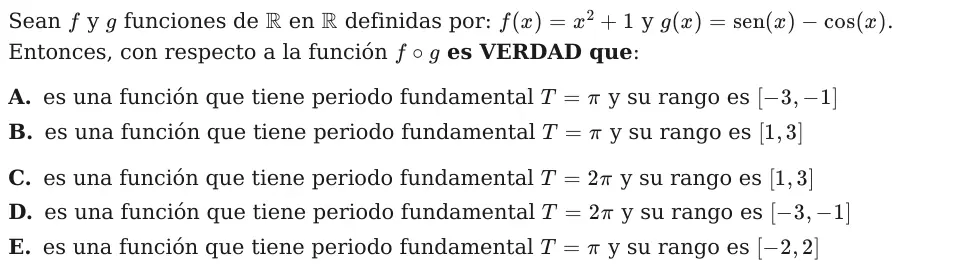 Sean f y g funciones de ℝ en ℝ definidas por: f(x) = x² + 1 y g(x) = sen(x) − cos(x).
Entonces, con respecto a la función f ∘ g es VERDAD que:
A. es una función que tiene periodo fundamental T = π y su rango es [−3, −1]
B. es una función que tiene periodo fundamental T = π y su rango es [1, 3]
C. es una función que tiene periodo fundamental T = 2π y su rango es [1, 3]
D. es una función que tiene periodo fundamental T = 2π y su rango es [−3, −1]
E. es una función que tiene periodo fundamental T = π y su rango es [−2, 2]